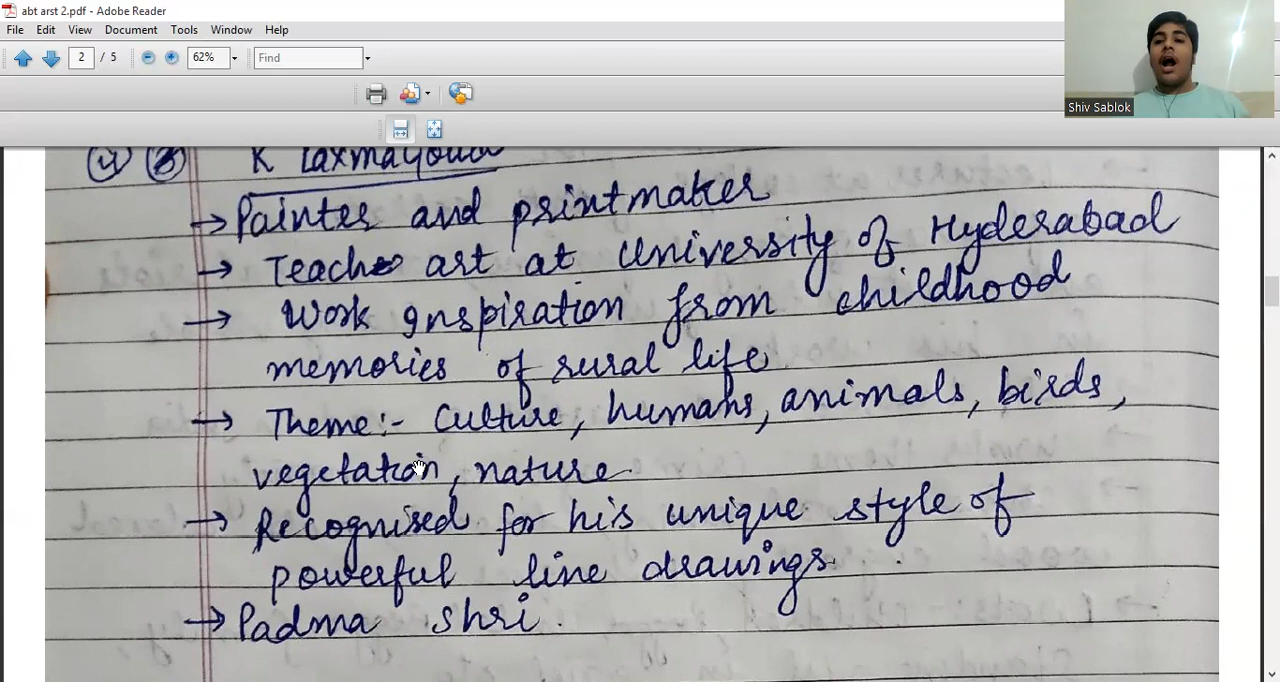 abt arst 2.pdf - Adobe Reader
File Edit View Document Tools Window Help
2 / 5 62% Find
Shiv Sablok
K Laxmagoud
→ Painter and printmaker
→ Teach art at University of Hyderabad
→ Work Inspiration from childhood
memories of rural life
→ Theme:- Culture, humans, animals, birds,
vegetation, nature
→ Recognised for his unique style of
powerful line drawings.
→ Padma Shri.